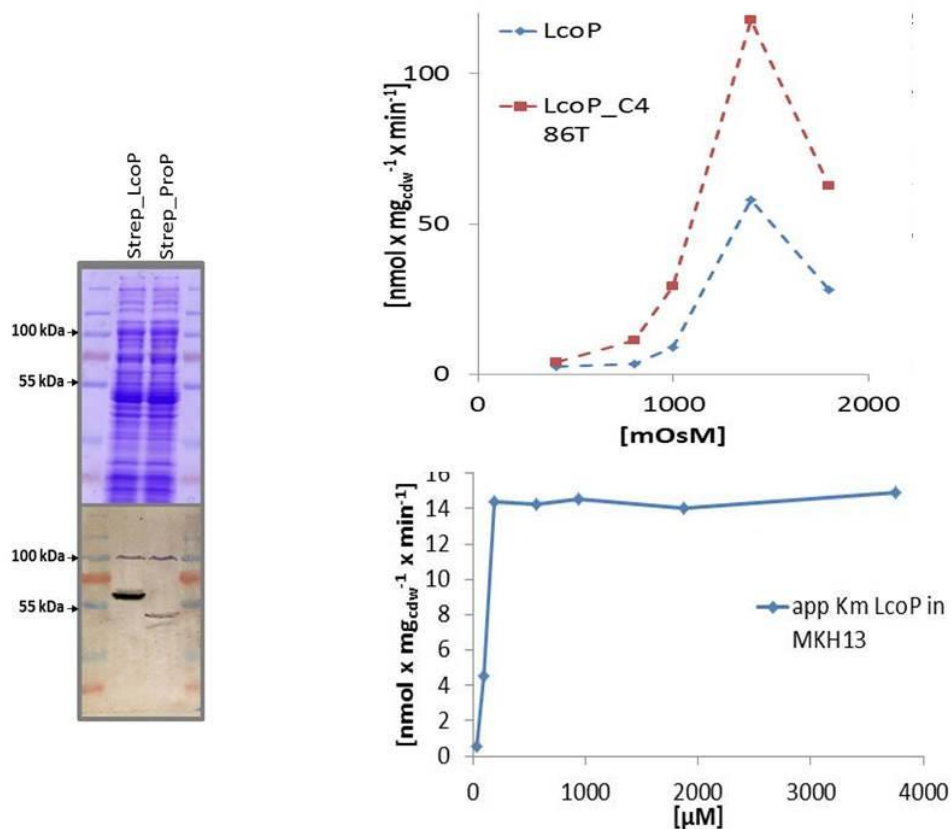 Strep_LcoP
Strep_ProP
100 kDa
55 kDa
100 kDa
55 kDa
[nmol x mg_cdw^-1 x min^-1]
100
50
0
0
1000
2000
[mOsM]
LcoP
LcoP_C4
86T
[nmol x mg_cdw^-1 x min^-1]
16
14
12
10
8
6
4
2
0
0
1000
2000
3000
4000
[µM]
app Km LcoP in
MKH13